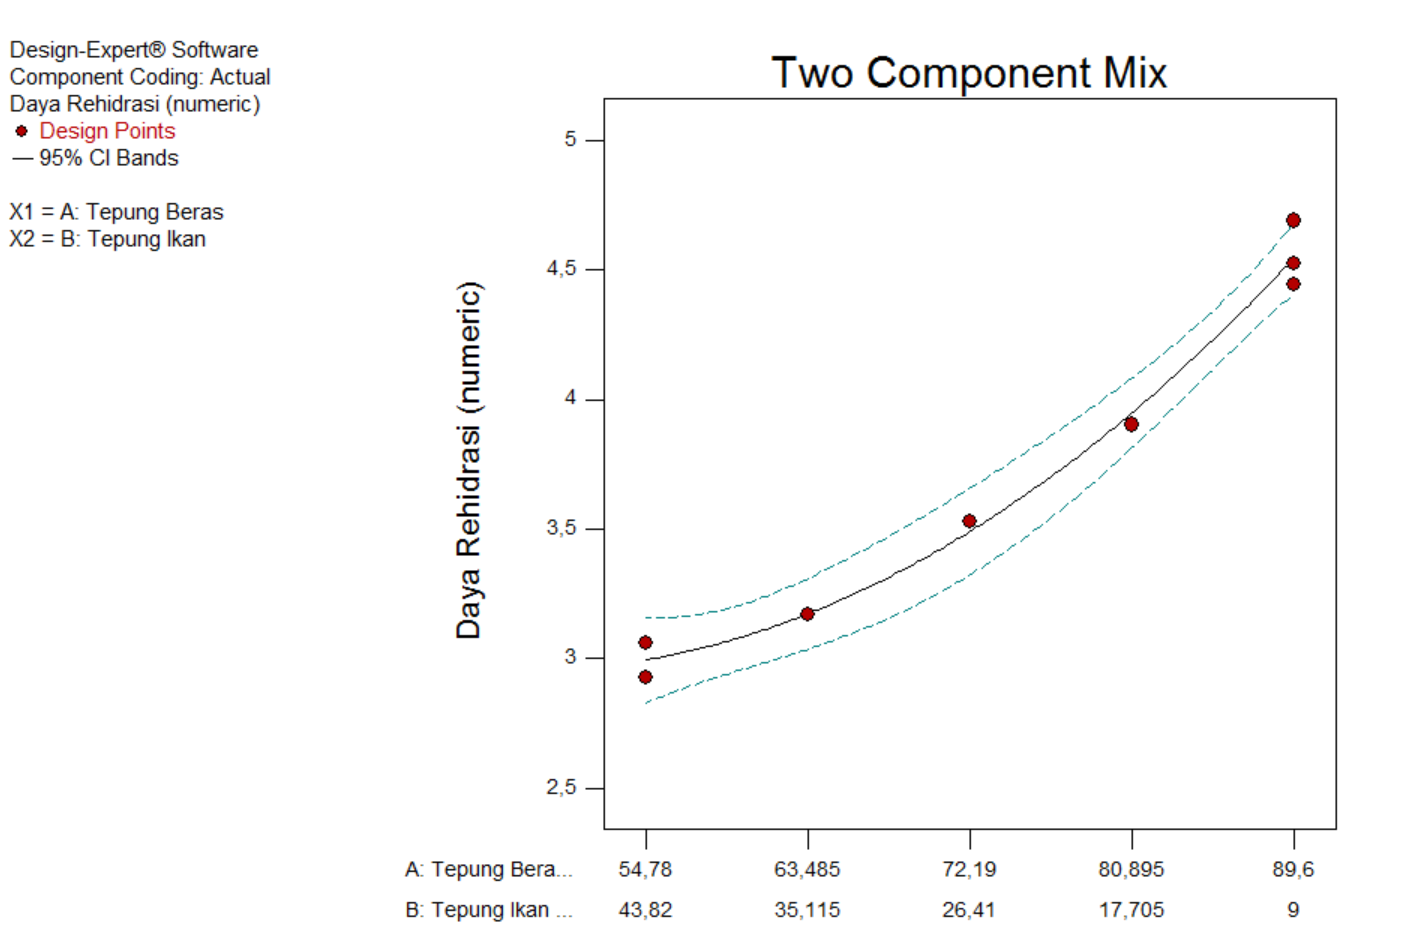 Design-Expert® Software
Component Coding: Actual
Daya Rehidrasi (numeric)
Design Points
95% CI Bands
X1 = A: Tepung Beras
X2 = B: Tepung Ikan
Two Component Mix
Daya Rehidrasi (numeric)
5
4,5
4
3,5
3
2,5
A: Tepung Bera... 54,78 63,485 72,19 80,895 89,6
B: Tepung Ikan ... 43,82 35,115 26,41 17,705 9